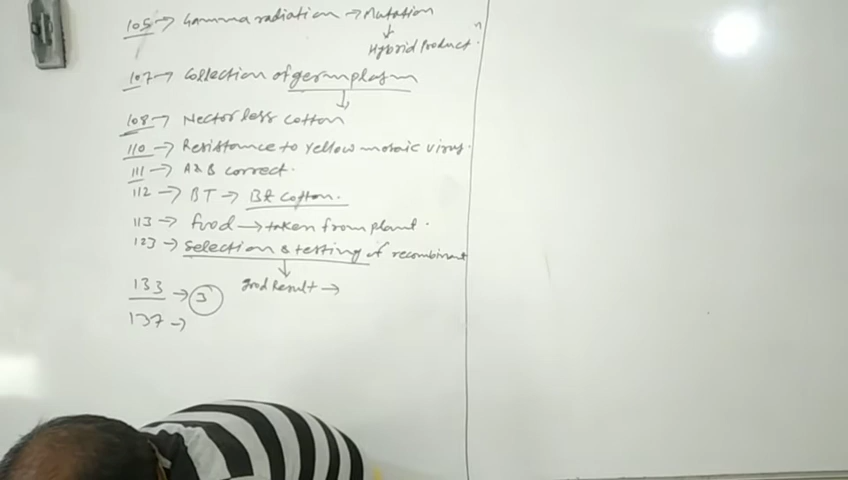 105 → Gamma radiation → Mutation
↓
Hybrid Product.
107 → Collection of germplasm
↓
108 → Nectorless cotton
110 → Resistance to yellow mosaic virus.
111 → A & B correct.
112 → BT → Bt cotton.
113 → Food → taken from plant.
123 → Selection & testing of recombinant
↓
good Result →
133 → 3
137 →